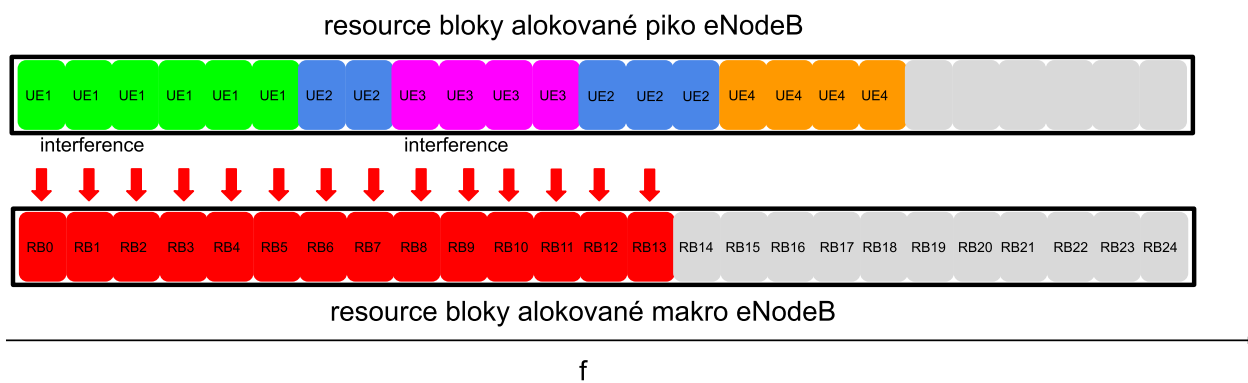 resource bloky alokované piko eNodeB
UE1 UE1 UE1 UE1 UE1 UE1 UE2 UE2 UE3 UE3 UE3 UE3 UE2 UE2 UE2 UE4 UE4 UE4 UE4
interference interference
RB0 RB1 RB2 RB3 RB4 RB5 RB6 RB7 RB8 RB9 RB10 RB11 RB12 RB13 RB14 RB15 RB16 RB17 RB18 RB19 RB20 RB21 RB22 RB23 RB24
resource bloky alokované makro eNodeB
f